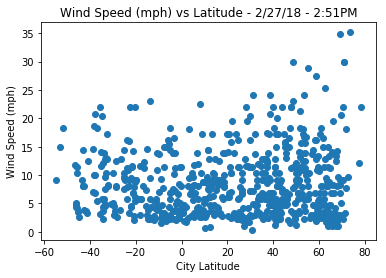 Wind Speed (mph) vs Latitude - 2/27/18 - 2:51PM
35
30
25
20
15
10
5
0
Wind Speed (mph)
−60 −40 −20 0 20 40 60 80
City Latitude